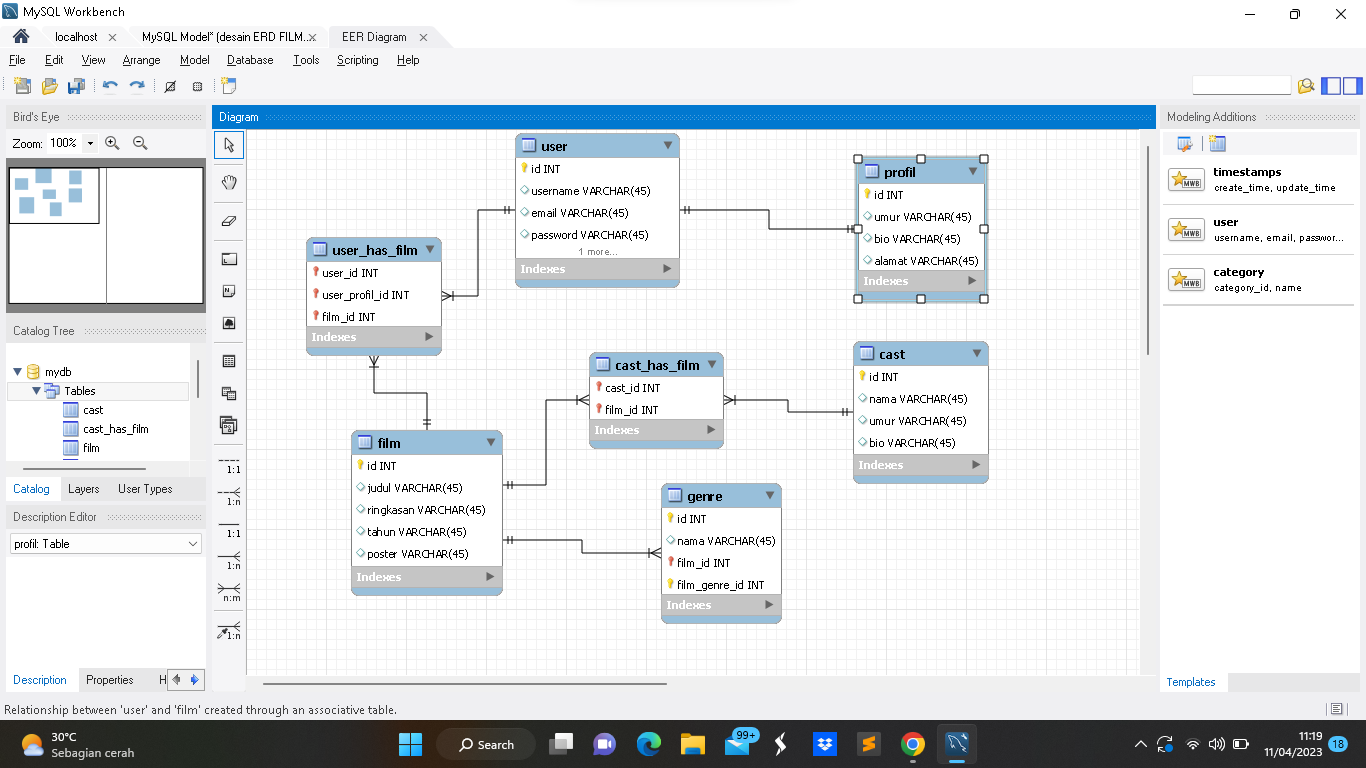 MySQL Workbench
localhost
MySQL Model* (desain ERD FILM..
EER Diagram
File Edit View Arrange Model Database Tools Scripting Help
Bird's Eye
Zoom: 100%
Catalog Tree
mydb
Tables
cast
cast_has_film
film
Catalog Layers User Types
Description Editor
profil: Table
Description Properties H
Diagram
1:1
1:n
1:1
1:n
n:m
1:n
user
id INT
username VARCHAR(45)
email VARCHAR(45)
password VARCHAR(45)
1 more...
Indexes
profil
id INT
umur VARCHAR(45)
bio VARCHAR(45)
alamat VARCHAR(45)
Indexes
user_has_film
user_id INT
user_profil_id INT
film_id INT
Indexes
cast_has_film
cast_id INT
film_id INT
Indexes
cast
id INT
nama VARCHAR(45)
umur VARCHAR(45)
bio VARCHAR(45)
Indexes
film
id INT
judul VARCHAR(45)
ringkasan VARCHAR(45)
tahun VARCHAR(45)
poster VARCHAR(45)
Indexes
genre
id INT
nama VARCHAR(45)
film_id INT
film_genre_id INT
Indexes
Modeling Additions
MWB
timestamps
create_time, update_time
MWB
user
username, email, passwor...
MWB
category
category_id, name
Templates
Relationship between 'user' and 'film' created through an associative table.
30°C
Sebagian cerah
Search
99+
11:19
11/04/2023
18